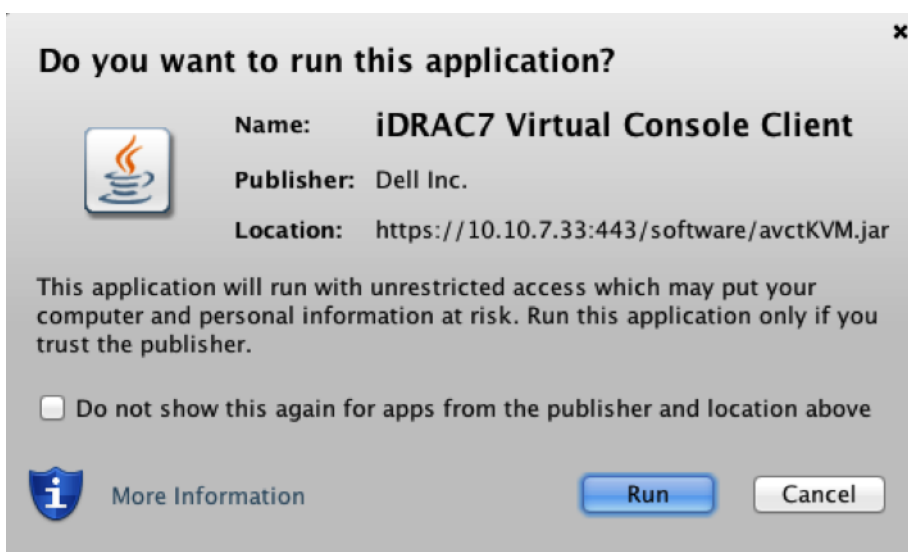 Do you want to run this application?
Name: iDRAC7 Virtual Console Client
Publisher: Dell Inc.
Location: https://10.10.7.33:443/software/avctKVM.jar
This application will run with unrestricted access which may put your
computer and personal information at risk. Run this application only if you
trust the publisher.
Do not show this again for apps from the publisher and location above
More Information Run Cancel